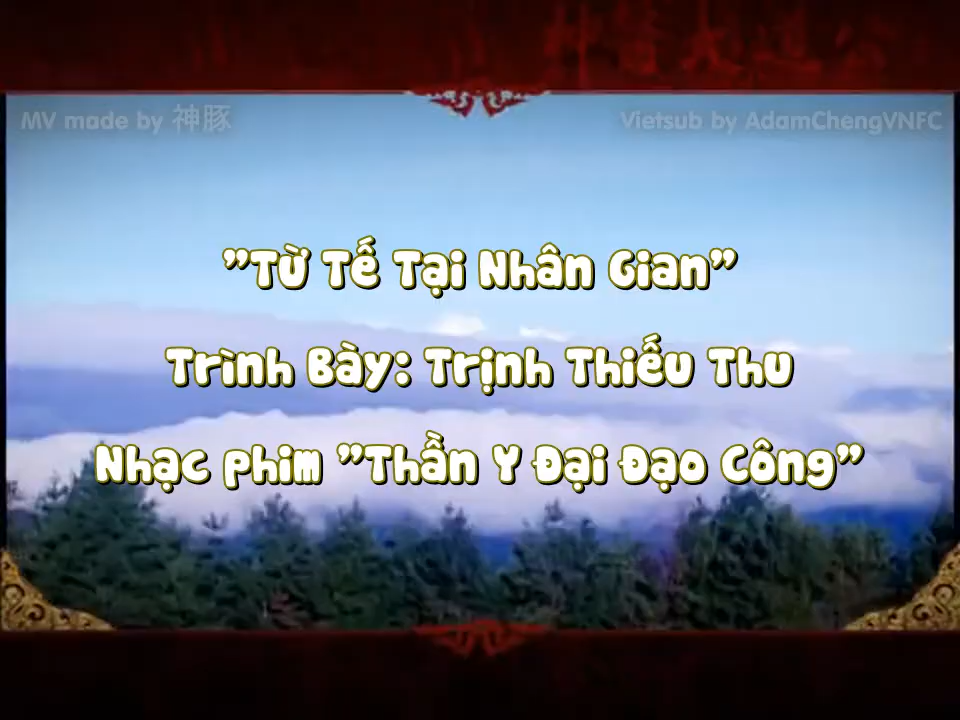 MV made by 神豚
Vietsub by AdamChengVNFC
"Từ Tế Tại Nhân Gian"
Trình Bày: Trịnh Thiếu Thu
Nhạc phim "Thần Y Đại Đạo Công"